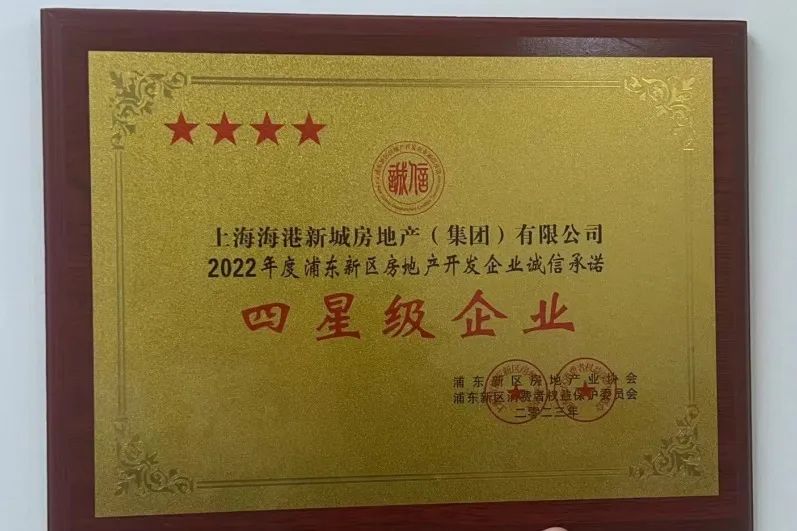 誠信
上海海港新城房地产（集团）有限公司
2022年度浦东新区房地产开发企业诚信承诺
四星级企业
浦东新区房地产业协会
浦东新区消费者权益保护委员会
二零二三年